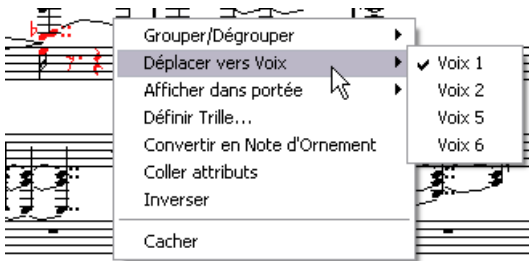 Grouper/Dégrouper
Déplacer vers Voix
Afficher dans portée
Définir Trille...
Convertir en Note d'Ornement
Coller attributs
Inverser
Cacher
Voix 1
Voix 2
Voix 5
Voix 6